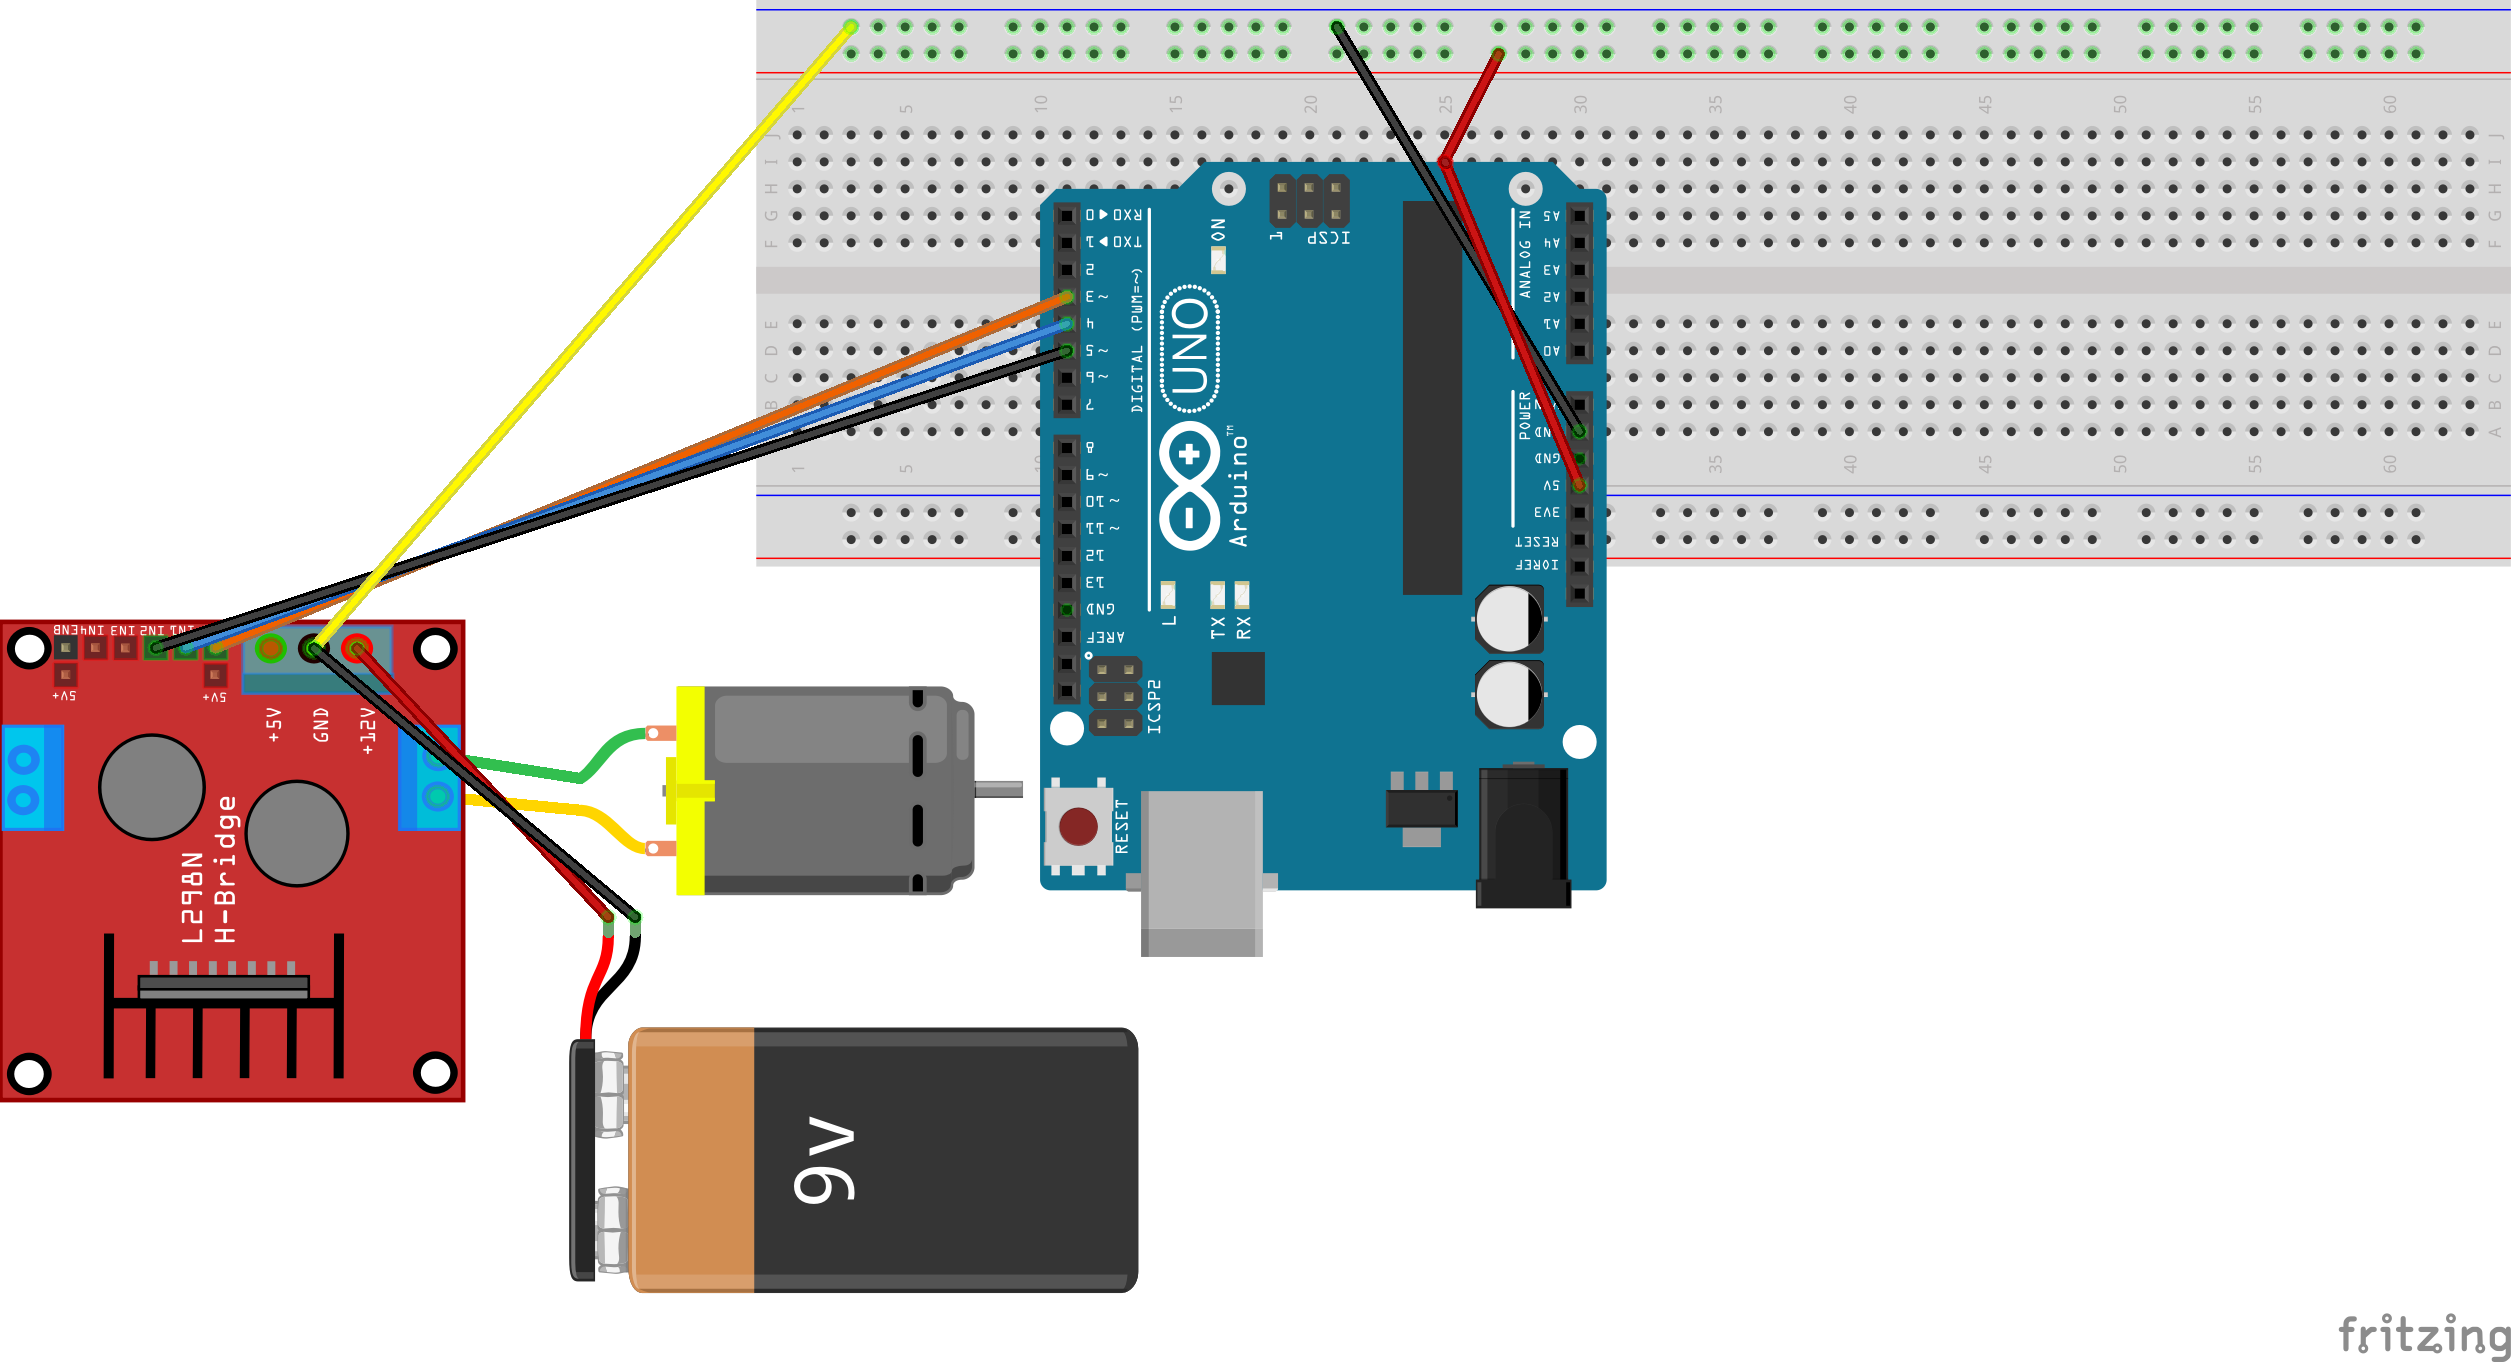 1 5 10 15 20 25 30 35 40 45 50 55 60
J J
I I
H H
G G
F F
E E
D D
C C
B B
A
1 5 10 35 40 45 50 55 60
RX0 ◀ 0
TX0 ▶ 1
2
~3
4
~5
~6
7
DIGITAL (PWM=~)
8
~9
~10
~11
12
13
GND
AREF
ON
1 ICSP
UNO
Arduino™
L
TX
RX
ICSP2
RESET
ANALOG IN
A5
A4
A3
A2
A1
A0
POWER
GND
5V
3V3
RESET
IOREF
ENB IN4 IN3 IN2 IN1
+5V +5V
+5V
GND
+12V
L298N
H-Bridge
9v
fritzing